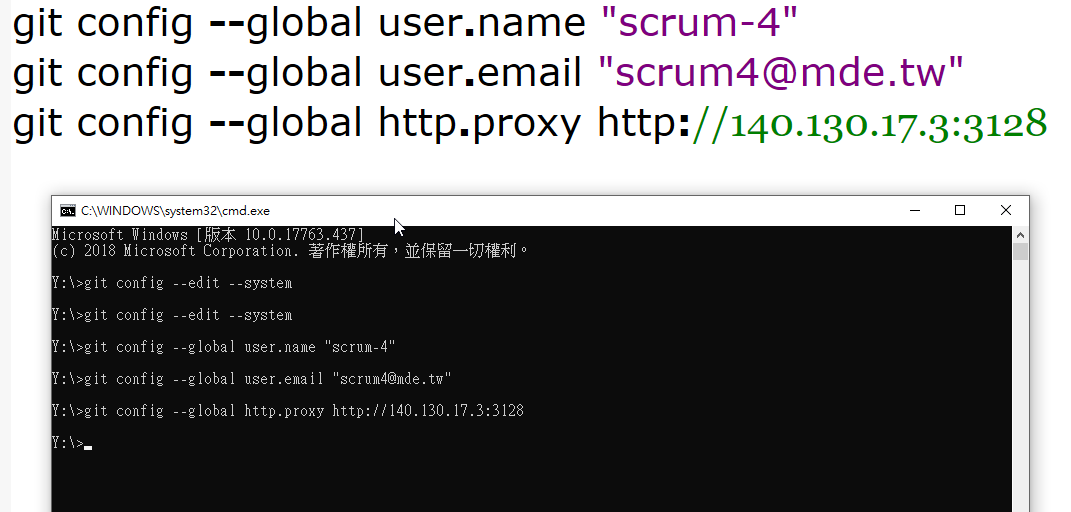 git config --global user.name "scrum-4"
git config --global user.email "scrum4@mde.tw"
git config --global http.proxy http://140.130.17.3:3128
C:\WINDOWS\system32\cmd.exe
Microsoft Windows [版本 10.0.17763.437]
(c) 2018 Microsoft Corporation. 著作權所有，並保留一切權利。
Y:\>git config --edit --system
Y:\>git config --edit --system
Y:\>git config --global user.name "scrum-4"
Y:\>git config --global user.email "scrum4@mde.tw"
Y:\>git config --global http.proxy http://140.130.17.3:3128
Y:\>